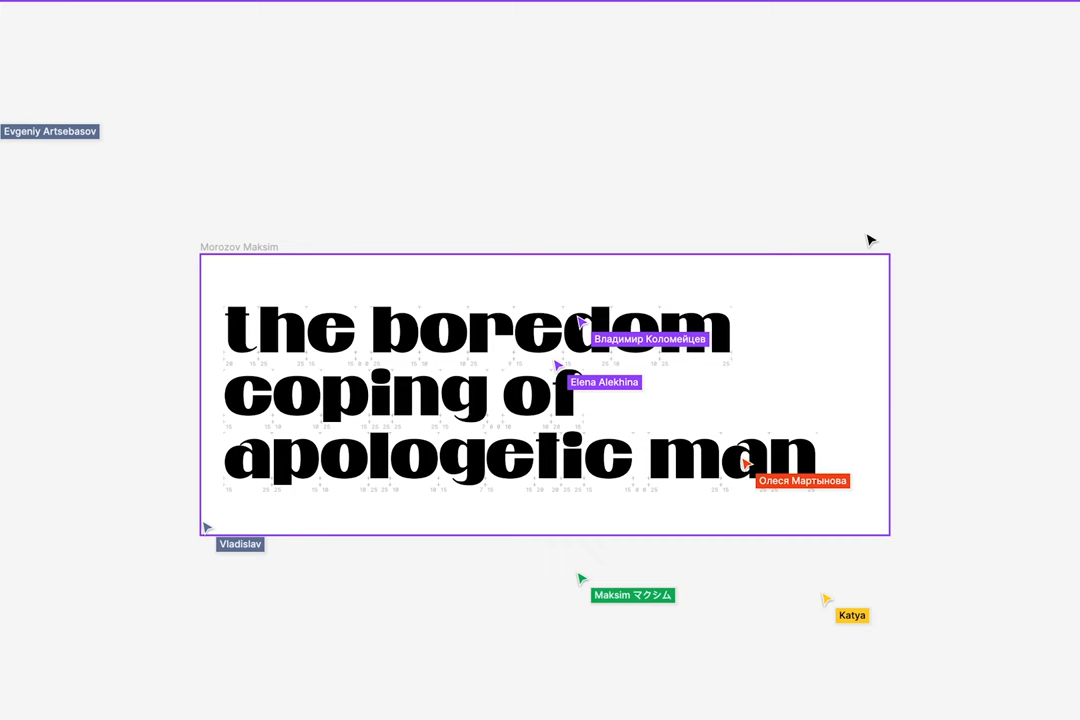 Evgeniy Artsebasov
Morozov Maksim
the boredom
Владимир Коломейцев
coping of
Elena Alekhina
apologetic man
Олеся Мартынова
Vladislav
Maksim マクシム
Katya